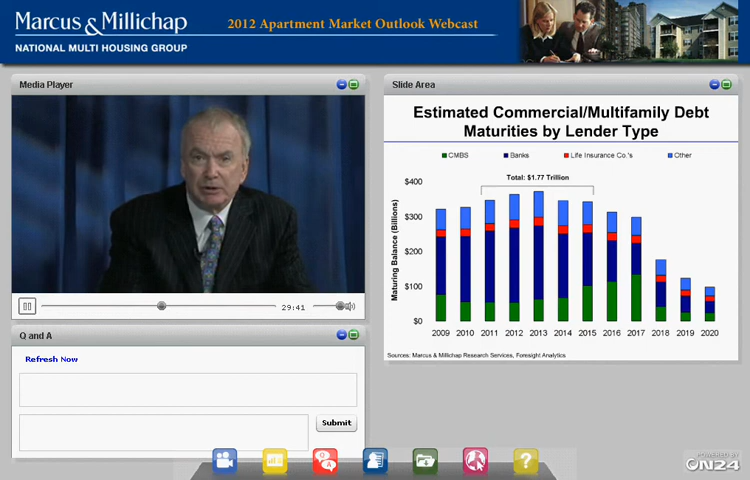 Marcus & Millichap
NATIONAL MULTI HOUSING GROUP
2012 Apartment Market Outlook Webcast
Media Player
29:41
Q and A
Refresh Now
Submit
Slide Area
Estimated Commercial/Multifamily Debt
Maturities by Lender Type
CMBS Banks Life Insurance Co.'s Other
Total: $1.77 Trillion
Maturing Balance (Billions)
$400
$300
$200
$100
$0
2009 2010 2011 2012 2013 2014 2015 2016 2017 2018 2019 2020
Sources: Marcus & Millichap Research Services, Foresight Analytics
Q
A
?
POWERED BY
ON24